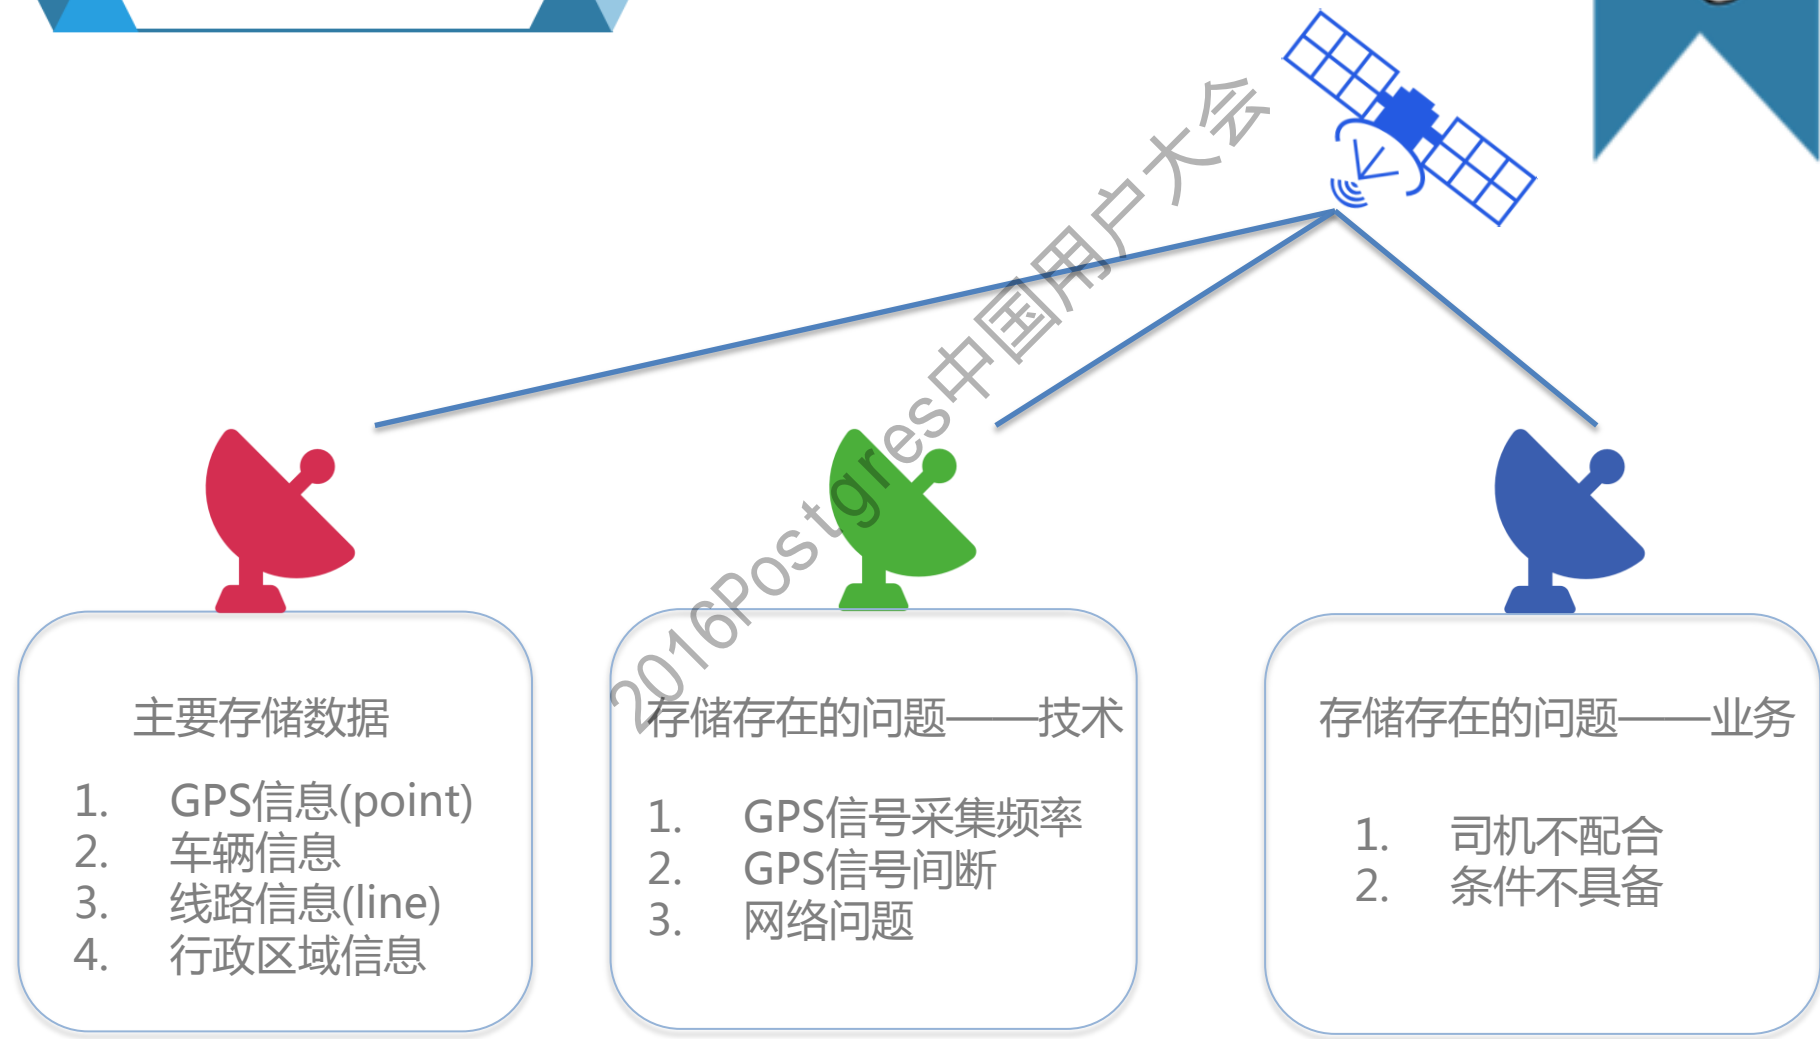 2016Postgres中国用户大会
主要存储数据
1. GPS信息(point)
2. 车辆信息
3. 线路信息(line)
4. 行政区域信息
存储存在的问题——技术
1. GPS信号采集频率
2. GPS信号间断
3. 网络问题
存储存在的问题——业务
1. 司机不配合
2. 条件不具备